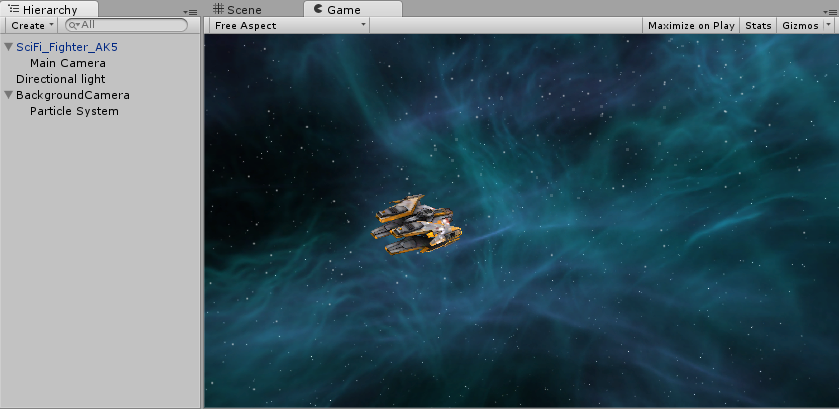 Hierarchy
Create
All
SciFi_Fighter_AK5
Main Camera
Directional light
BackgroundCamera
Particle System
Scene
Game
Free Aspect
Maximize on Play
Stats
Gizmos